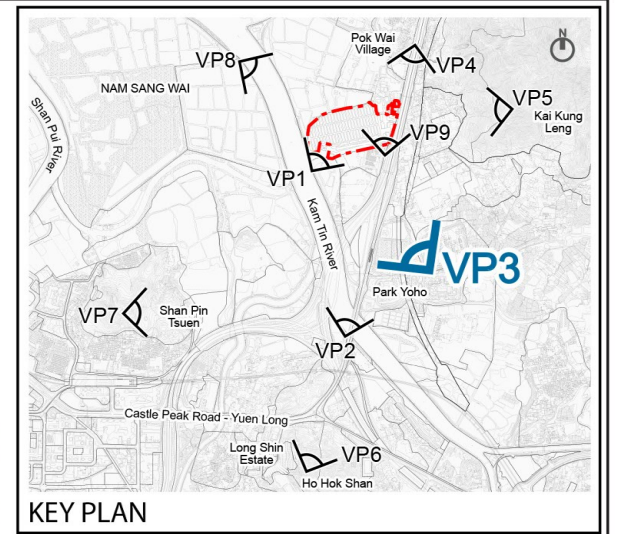 N
Pok Wai
Village
VP8
VP4
NAM SANG WAI
VP5
Kai Kung
Leng
Shan Pui River
VP9
VP1
Kam Tin River
VP3
Park Yoho
VP7
Shan Pin
Tsuen
VP2
Castle Peak Road - Yuen Long
Long Shin
Estate
VP6
Ho Hok Shan
KEY PLAN